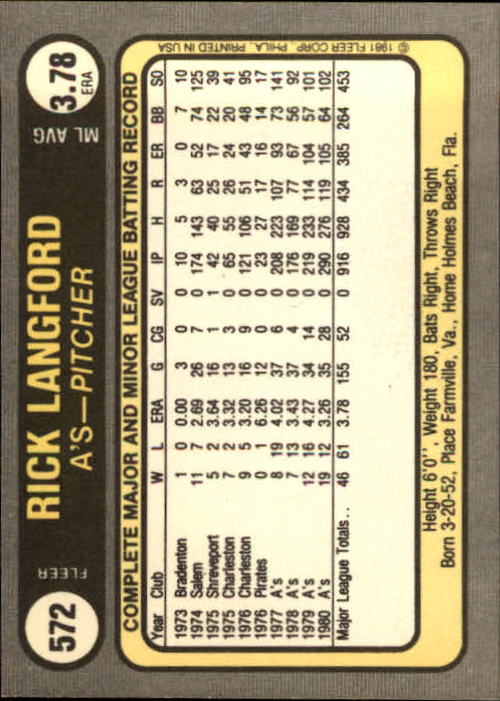 572
FLEER
RICK LANGFORD
A'S—PITCHER
ML AVG
3.78
ERA
COMPLETE MAJOR AND MINOR LEAGUE BATTING RECORD
Year Club W L ERA G CG SV IP H R ER BB SO
1973 Bradenton 1 0 0.00 3 0 0 10 5 3 0 7 10
1974 Salem 11 7 2.69 26 7 0 174 143 63 52 74 125
1975 Shreveport 5 2 3.64 16 1 1 42 40 25 17 22 39
1975 Charleston 7 2 3.32 13 3 0 65 55 26 24 20 41
1976 Charleston 9 5 3.20 16 9 0 121 106 51 43 48 95
1976 Pirates 0 1 6.26 12 0 0 23 27 17 16 14 17
1977 A's 8 19 4.02 37 6 0 208 223 107 93 73 141
1978 A's 7 13 3.43 37 4 0 176 169 77 67 56 92
1979 A's 12 16 4.27 34 14 0 219 233 114 104 57 101
1980 A's 19 12 3.26 35 28 0 290 276 119 105 64 102
Major League Totals.. 46 61 3.78 155 52 0 916 928 434 385 264 453
Height 6'0", Weight 180, Bats Right, Throws Right
Born 3-20-52, Place Farmville, Va., Home Holmes Beach, Fla.
© 1981 FLEER CORP., PHILA., PRINTED IN USA